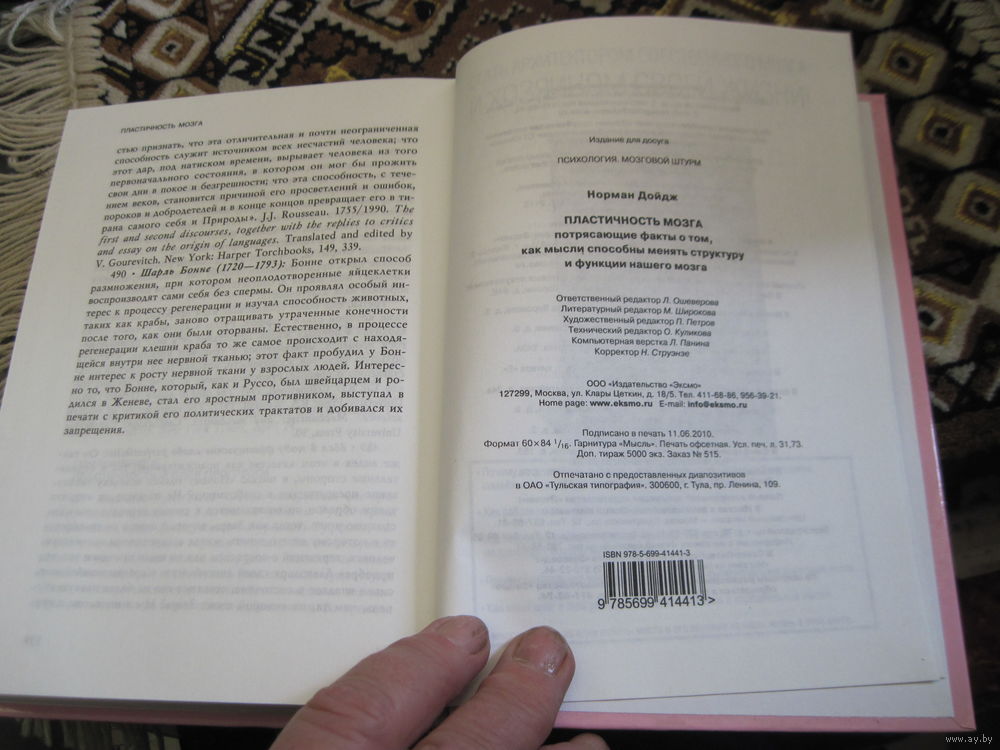 ПЛАСТИЧНОСТЬ МОЗГА
стью признать, что эта отличительная и почти неограниченная
способность служит источником всех несчастий человека; что
этот дар, под натиском времени, вырывает человека из того
первоначального состояния, в котором он мог бы прожить
свои дни в покое и безгрешности; что эта способность, с тече-
нием веков, становится причиной его просветлений и ошибок,
пороков и добродетелей и в конце концов превращает его в ти-
рана самого себя и Природы». J.J. Rousseau. 1755/1990. The
first and second discourses, together with the replies to critics
and essay on the origin of languages. Translated and edited by
V. Gourevitch. New York: Harper Torchbooks, 149, 339.
490 • Шарль Бонне (1720—1793): Бонне открыл способ
размножения, при котором неоплодотворенные яйцеклетки
воспроизводят сами себя без спермы. Он проявлял особый ин-
терес к процессу регенерации и изучал способность животных,
таких как крабы, заново отращивать утраченные конечности
после того, как они были оторваны. Естественно, в процессе
регенерации клешни краба то же самое происходит с находя-
щейся внутри нее нервной тканью; этот факт пробудил у Бон-
не интерес к росту нервной ткани у взрослых людей. Интерес-
но то, что Бонне, который, как и Руссо, был швейцарцем и ро-
дился в Женеве, стал его яростным противником, выступал в
печати с критикой его политических трактатов и добивался их
запрещения.
Издание для досуга
ПСИХОЛОГИЯ. МОЗГОВОЙ ШТУРМ
Норман Дойдж
ПЛАСТИЧНОСТЬ МОЗГА
потрясающие факты о том,
как мысли способны менять структуру
и функции нашего мозга
Ответственный редактор Л. Ошеверова
Литературный редактор М. Широкова
Художественный редактор П. Петров
Технический редактор О. Куликова
Компьютерная верстка Л. Панина
Корректор Н. Струэнзе
ООО «Издательство «Эксмо»
127299, Москва, ул. Клары Цеткин, д. 18/5. Тел. 411-68-86, 956-39-21.
Home page: www.eksmo.ru E-mail: info@eksmo.ru
Подписано в печать 11.06.2010.
Формат 60×84 1/16. Гарнитура «Мысль». Печать офсетная. Усл. печ. л. 31,73.
Доп. тираж 5000 экз. Заказ № 515.
Отпечатано с предоставленных диапозитивов
в ОАО «Тульская типография». 300600, г. Тула, пр. Ленина, 109.
ISBN 978-5-699-41441-3
9 785699 414413 >
www.ay.by